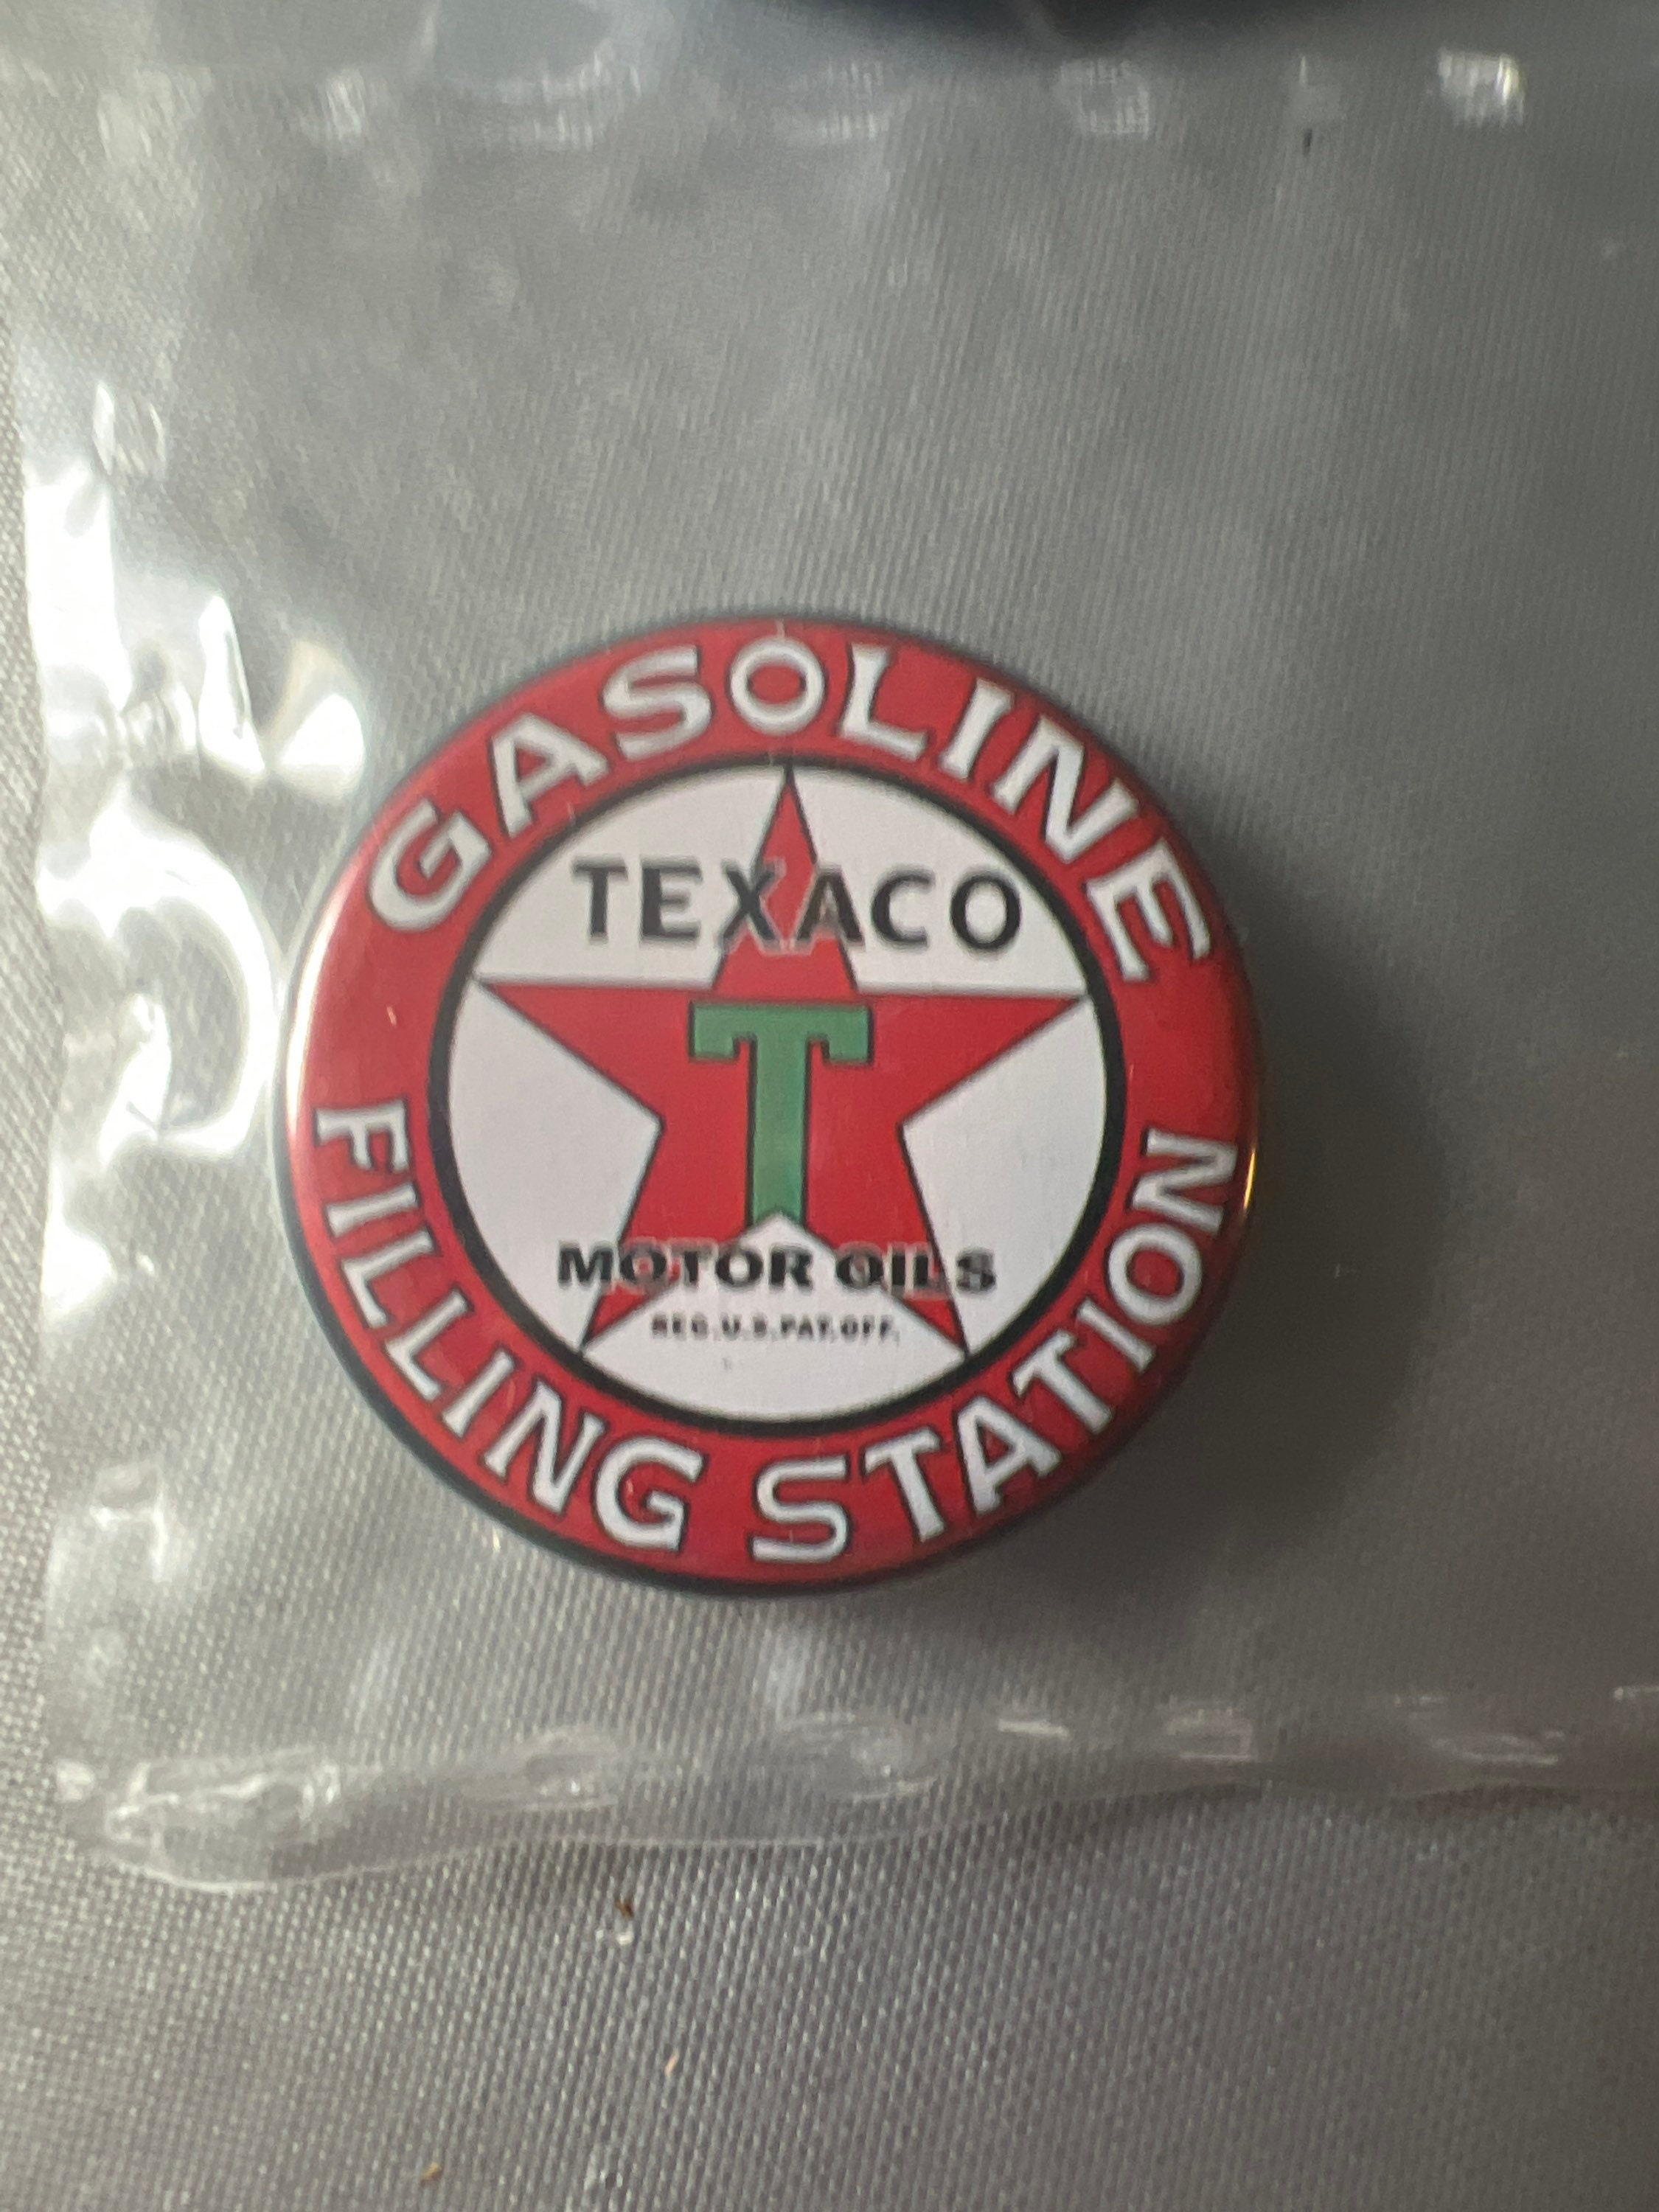 GASOLINE
TEXACO
T
MOTOR OILS
REG.U.S.PAT.OFF.
FILLING STATION